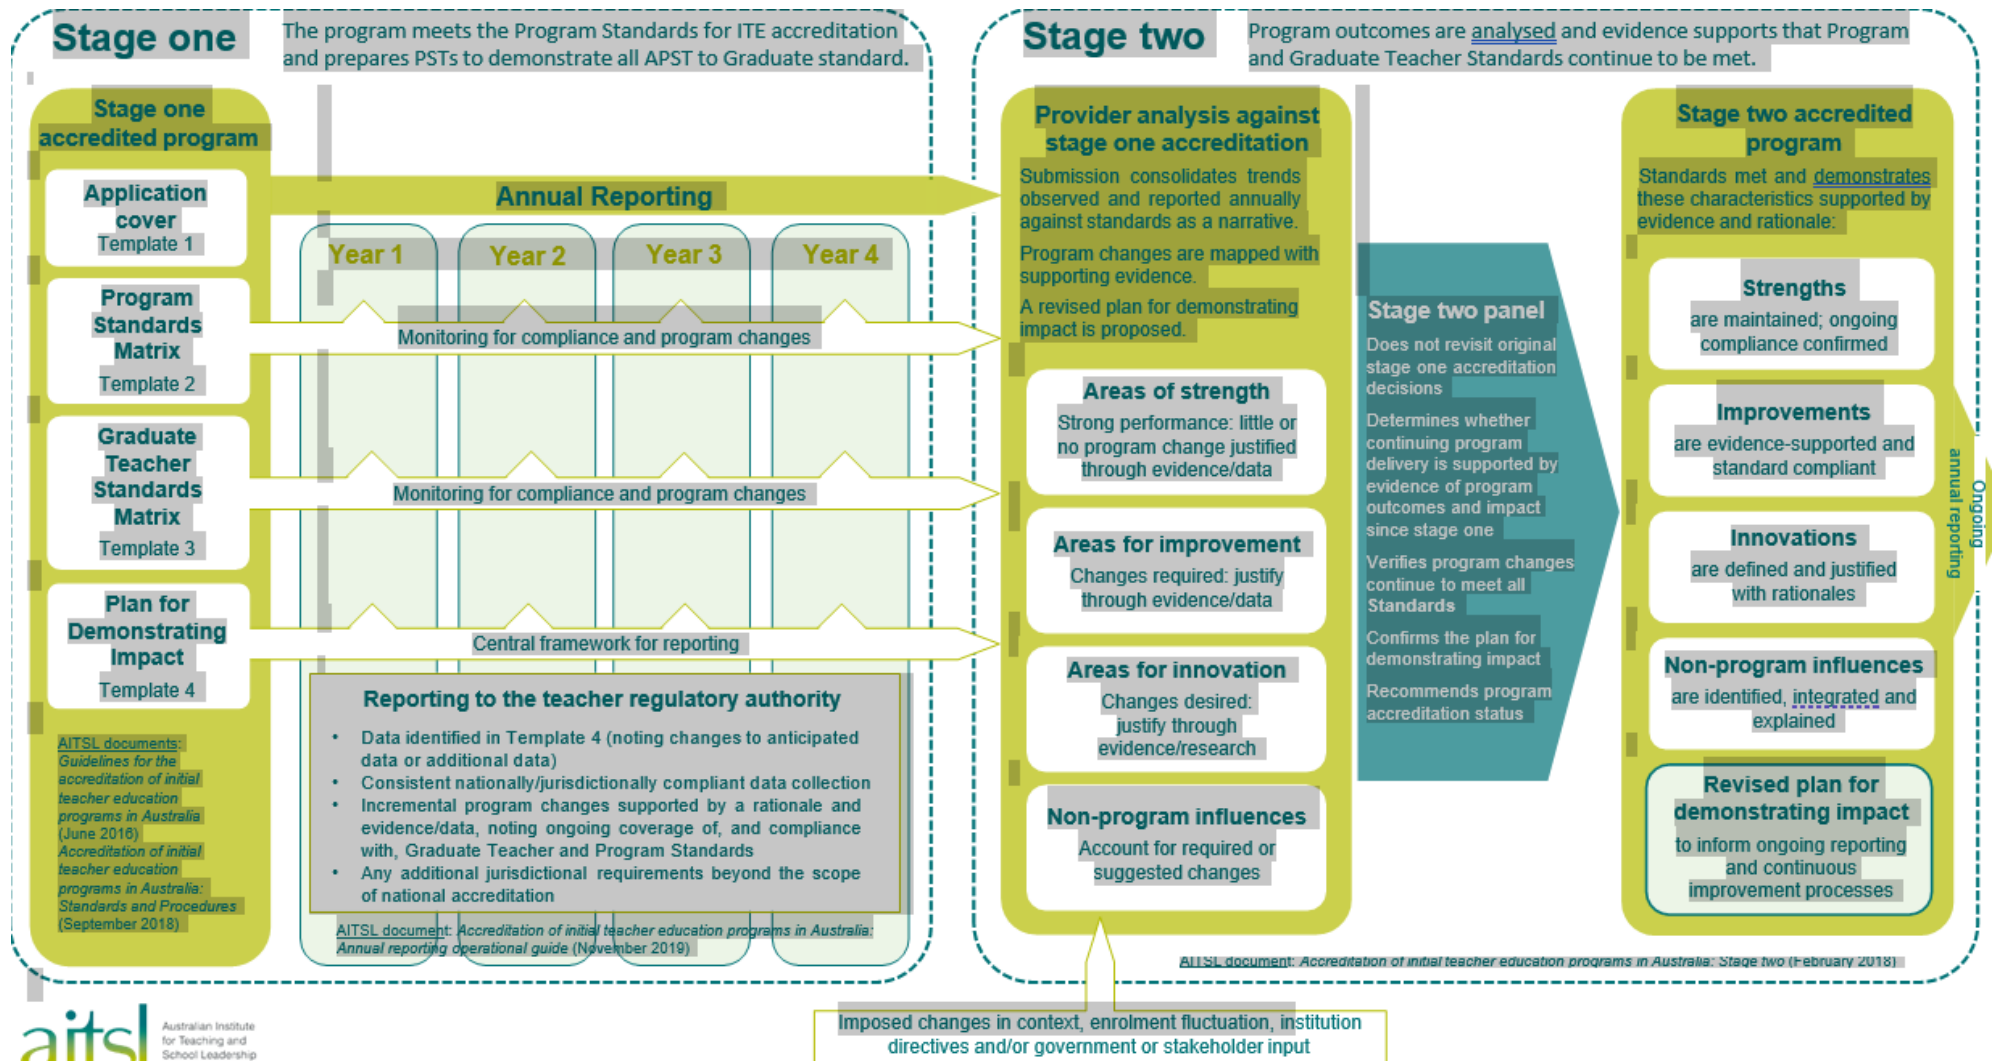 Stage one
The program meets the Program Standards for ITE accreditation
and prepares PSTs to demonstrate all APST to Graduate standard.
Stage one
accredited program
Application
cover
Template 1
Program
Standards
Matrix
Template 2
Graduate
Teacher
Standards
Matrix
Template 3
Plan for
Demonstrating
Impact
Template 4
AITSL documents:
Guidelines for the
accreditation of initial
teacher education
programs in Australia
(June 2016)
Accreditation of initial
teacher education
programs in Australia:
Standards and Procedures
(September 2018)
Annual Reporting
Year 1
Year 2
Year 3
Year 4
Monitoring for compliance and program changes
Monitoring for compliance and program changes
Central framework for reporting
Reporting to the teacher regulatory authority
• Data identified in Template 4 (noting changes to anticipated
data or additional data)
• Consistent nationally/jurisdictionally compliant data collection
• Incremental program changes supported by a rationale and
evidence/data, noting ongoing coverage of, and compliance
with, Graduate Teacher and Program Standards
• Any additional jurisdictional requirements beyond the scope
of national accreditation
AITSL document: Accreditation of initial teacher education programs in Australia:
Annual reporting operational guide (November 2019)
Stage two
Program outcomes are analysed and evidence supports that Program
and Graduate Teacher Standards continue to be met.
Provider analysis against
stage one accreditation
Submission consolidates trends
observed and reported annually
against standards as a narrative.
Program changes are mapped with
supporting evidence.
A revised plan for demonstrating
impact is proposed.
Areas of strength
Strong performance: little or
no program change justified
through evidence/data
Areas for improvement
Changes required: justify
through evidence/data
Areas for innovation
Changes desired:
justify through
evidence/research
Non-program influences
Account for required or
suggested changes
Stage two panel
Does not revisit original
stage one accreditation
decisions
Determines whether
continuing program
delivery is supported by
evidence of program
outcomes and impact
since stage one
Verifies program changes
continue to meet all
Standards
Confirms the plan for
demonstrating impact
Recommends program
accreditation status
Stage two accredited
program
Standards met and demonstrates
these characteristics supported by
evidence and rationale:
Strengths
are maintained; ongoing
compliance confirmed
Improvements
are evidence-supported and
standard compliant
Innovations
are defined and justified
with rationales
Non-program influences
are identified, integrated and
explained
Revised plan for
demonstrating impact
to inform ongoing reporting
and continuous
improvement processes
Ongoing
annual reporting
AITSL document: Accreditation of initial teacher education programs in Australia: Stage two (February 2018)
Imposed changes in context, enrolment fluctuation, institution
directives and/or government or stakeholder input
aitsl
Australian Institute
for Teaching and
School Leadership